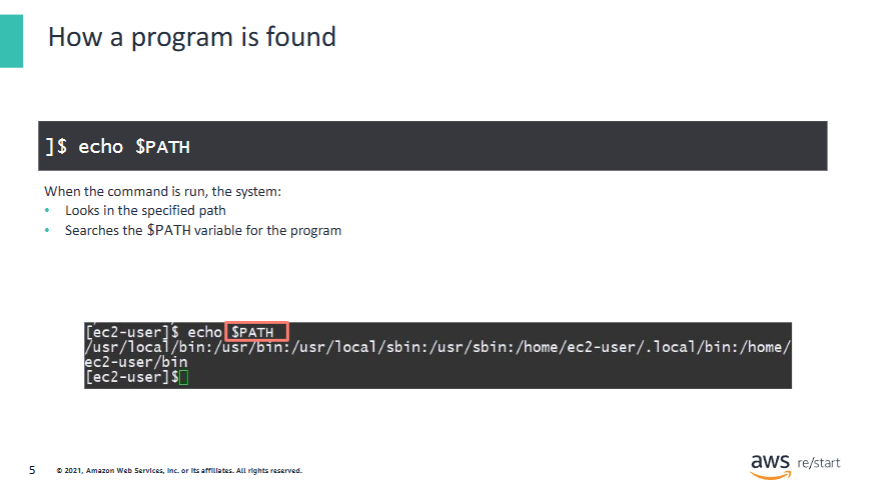 How a program is found
]$ echo $PATH
When the command is run, the system:
• Looks in the specified path
• Searches the $PATH variable for the program
[ec2-user]$ echo $PATH
/usr/local/bin:/usr/bin:/usr/local/sbin:/usr/sbin:/home/ec2-user/.local/bin:/home/
ec2-user/bin
[ec2-user]$
5 © 2021, Amazon Web Services, Inc. or its affiliates. All rights reserved.
aws re/start